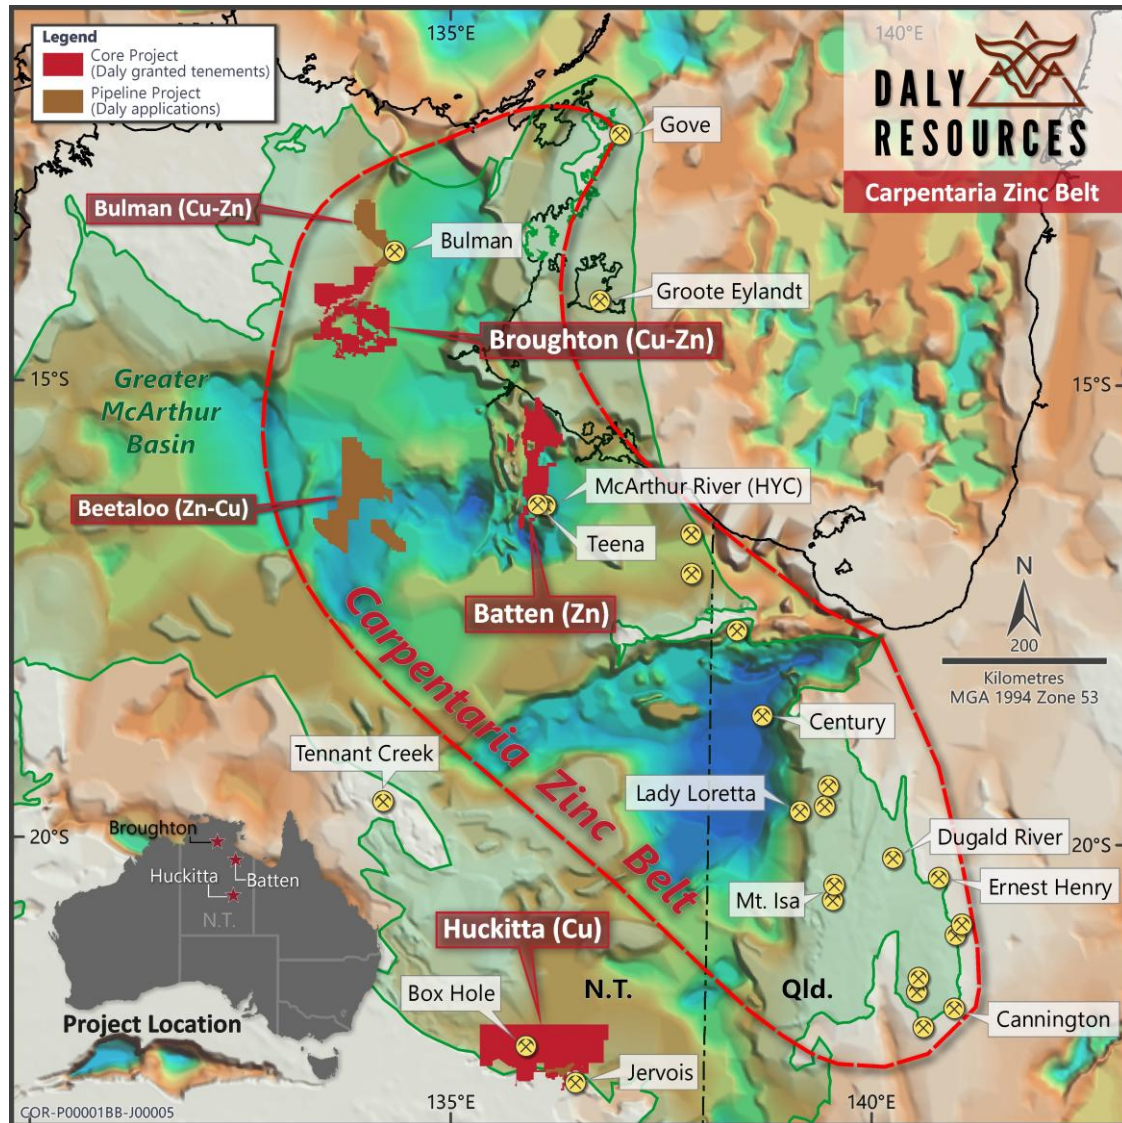 Legend
Core Project
(Daly granted tenements)
Pipeline Project
(Daly applications)
135°E
140°E
DALY
RESOURCES
Carpentaria Zinc Belt
Gove
Bulman (Cu-Zn)
Bulman
Groote Eylandt
Broughton (Cu-Zn)
15°S
15°S
Greater
McArthur
Basin
McArthur River (HYC)
Beetaloo (Zn-Cu)
Teena
Batten (Zn)
N
200
Kilometres
MGA 1994 Zone 53
Carpentaria Zinc Belt
Century
Tennant Creek
Lady Loretta
20°S
Dugald River
20°S
Ernest Henry
Mt. Isa
Broughton
Huckitta
Batten
N.T.
Huckitta (Cu)
Box Hole
N.T.
Qld.
Project Location
Cannington
Jervois
COR-P00001BB-J00005
135°E
140°E